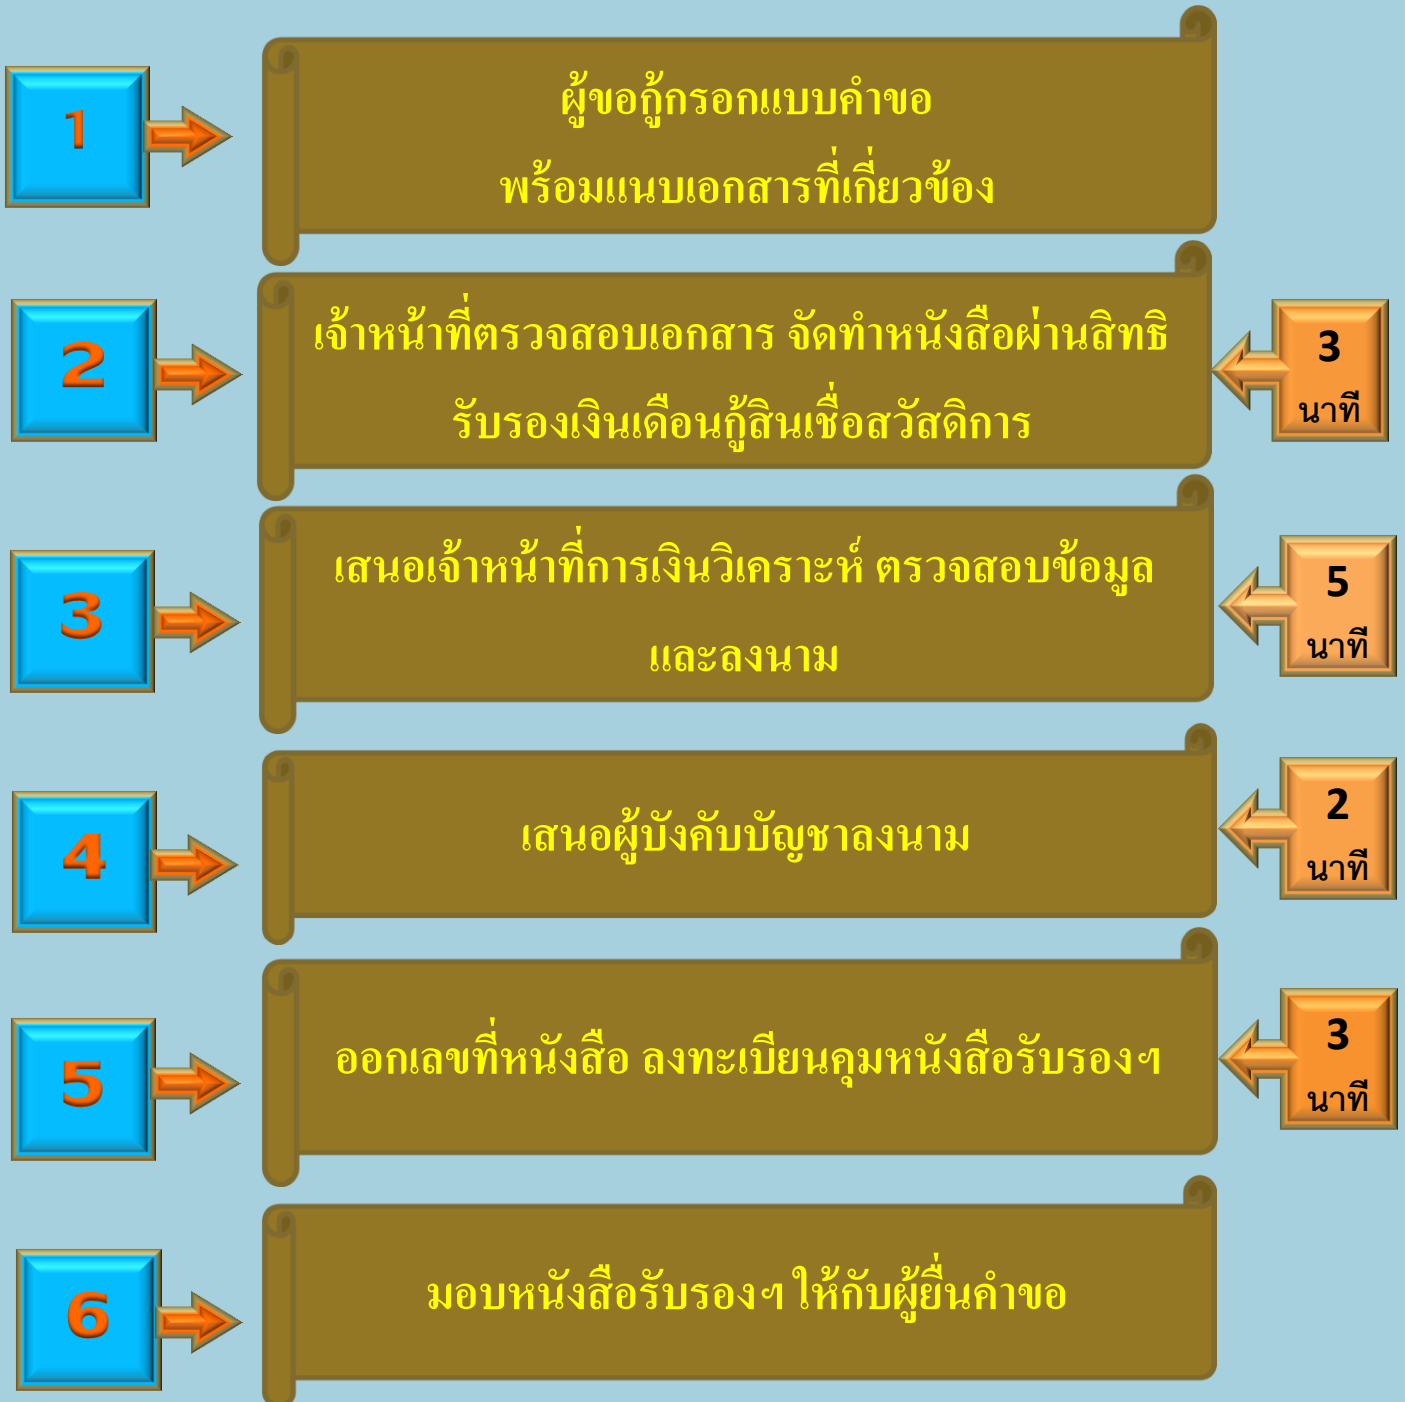 1
ผู้ขอกู้กรอกแบบคำขอ
พร้อมแนบเอกสารที่เกี่ยวข้อง
2
เจ้าหน้าที่ตรวจสอบเอกสาร จัดทำหนังสือผ่านสิทธิ
รับรองเงินเดือนกู้สินเชื่อสวัสดิการ
3
นาที
3
เสนอเจ้าหน้าที่การเงินวิเคราะห์ ตรวจสอบข้อมูล
และลงนาม
5
นาที
4
เสนอผู้บังคับบัญชาลงนาม
2
นาที
5
ออกเลขที่หนังสือ ลงทะเบียนคุมหนังสือรับรองฯ
3
นาที
6
มอบหนังสือรับรองฯ ให้กับผู้ยื่นคำขอ